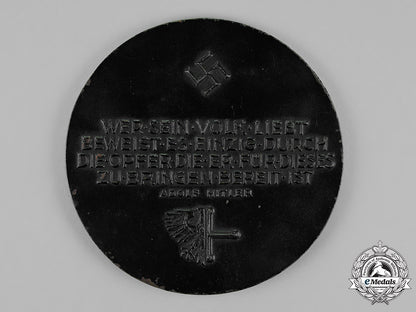 WER·SEIN·VOLK·LIEBT
BEWEIST·ES·EINZIG·DURCH
DIE·OPFER·DIE·ER·FÜR·DIESES
ZU·BRINGEN·BEREIT·IST
ADOLF HITLER
eMedals